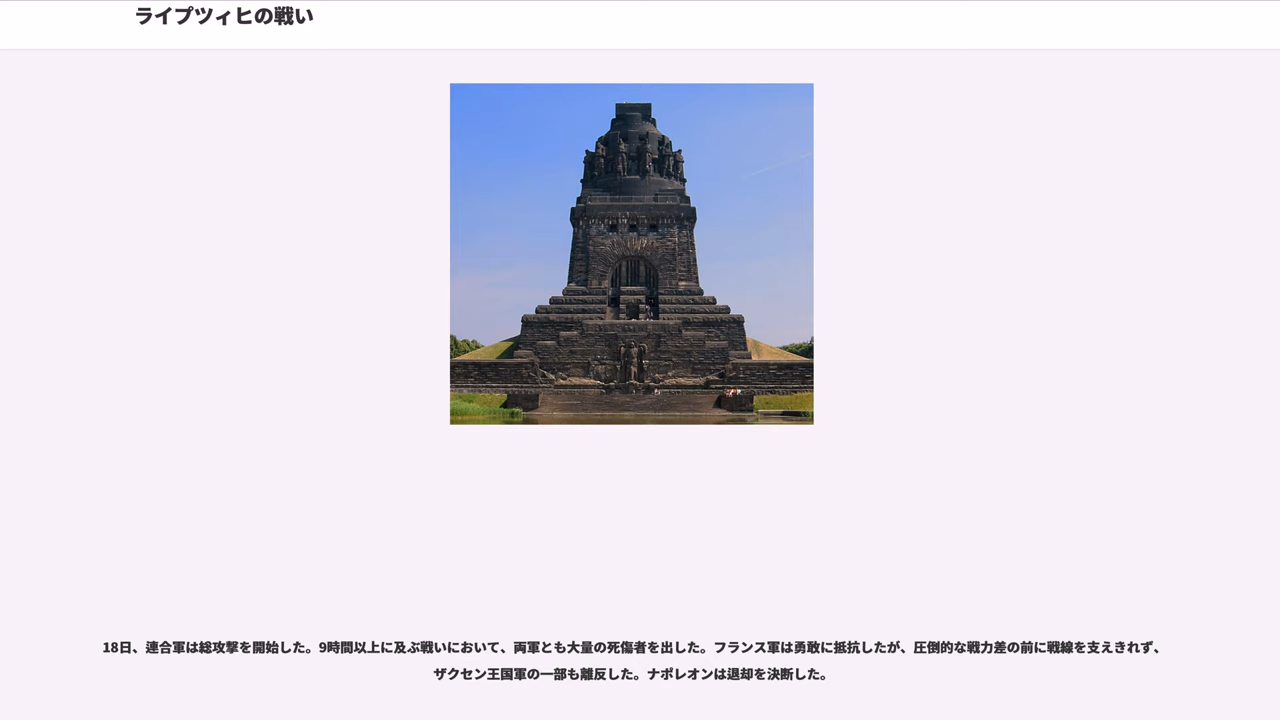 ライプツィヒの戦い
18日、連合軍は総攻撃を開始した。9時間以上に及ぶ戦いにおいて、両軍とも大量の死傷者を出した。フランス軍は勇敢に抵抗したが、圧倒的な戦力差の前に戦線を支えきれず、
ザクセン王国軍の一部も離反した。ナポレオンは退却を決断した。